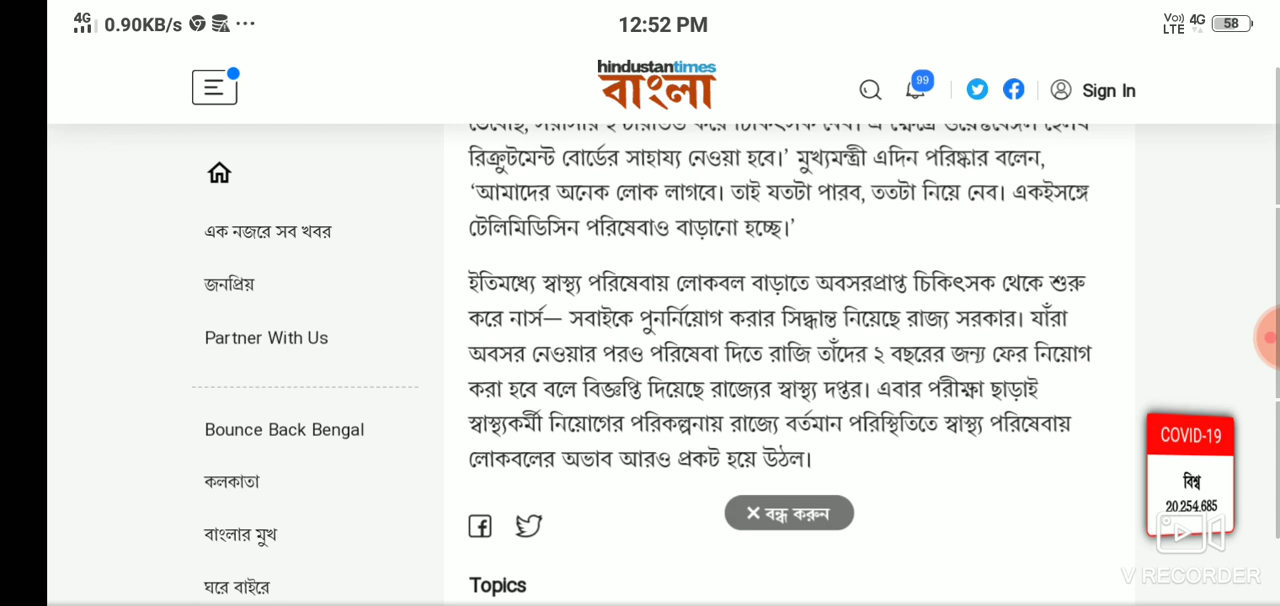 4G 0.90KB/s ...
12:52 PM
Vo) LTE 4G 58
hindustantimes
বাংলা
99
Sign In
রিক্রুটমেন্ট বোর্ডের সাহায্য নেওয়া হবে।’ মুখ্যমন্ত্রী এদিন পরিষ্কার বলেন,
‘আমাদের অনেক লোক লাগবে। তাই যতটা পারব, ততটা নিয়ে নেব। একইসঙ্গে
টেলিমিডিসিন পরিষেবাও বাড়ানো হচ্ছে।’
ইতিমধ্যে স্বাস্থ্য পরিষেবায় লোকবল বাড়াতে অবসরপ্রাপ্ত চিকিৎসক থেকে শুরু
করে নার্স— সবাইকে পুনর্নিয়োগ করার সিদ্ধান্ত নিয়েছে রাজ্য সরকার। যাঁরা
অবসর নেওয়ার পরও পরিষেবা দিতে রাজি তাঁদের ২ বছরের জন্য ফের নিয়োগ
করা হবে বলে বিজ্ঞপ্তি দিয়েছে রাজ্যের স্বাস্থ্য দপ্তর। এবার পরীক্ষা ছাড়াই
স্বাস্থ্যকর্মী নিয়োগের পরিকল্পনায় রাজ্যে বর্তমান পরিস্থিতিতে স্বাস্থ্য পরিষেবায়
লোকবলের অভাব আরও প্রকট হয়ে উঠল।
এক নজরে সব খবর
জনপ্রিয়
Partner With Us
Bounce Back Bengal
কলকাতা
বাংলার মুখ
ঘরে বাইরে
✕ বন্ধ করুন
Topics
COVID-19
বিশ্ব
20,254,685
V RECORDER